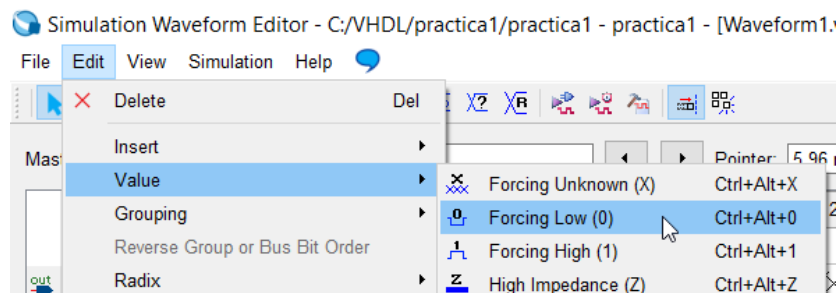 Simulation Waveform Editor - C:/VHDL/practica1/practica1 - practica1 - [Waveform1.v
File Edit View Simulation Help
Delete Del
Insert
Mas Pointer: 5.96
Value
Forcing Unknown (X) Ctrl+Alt+X
Grouping
Forcing Low (0) Ctrl+Alt+0
Reverse Group or Bus Bit Order
Forcing High (1) Ctrl+Alt+1
out Radix
High Impedance (Z) Ctrl+Alt+Z